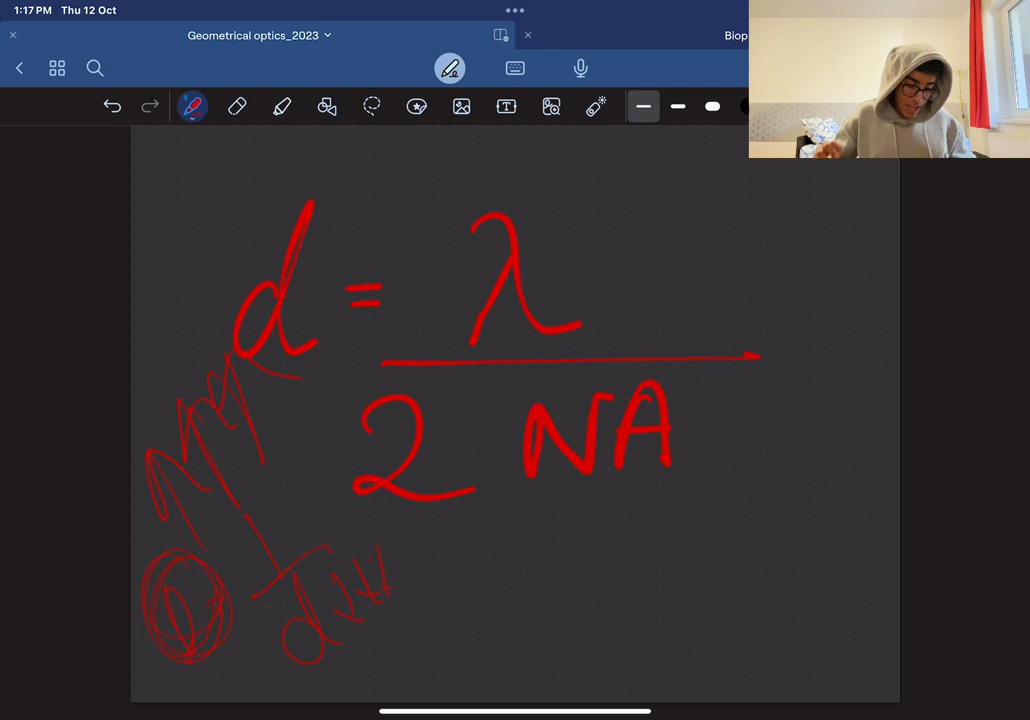 1:17 PM Thu 12 Oct
Geometrical optics_2023
Biop
d = λ
2 NA